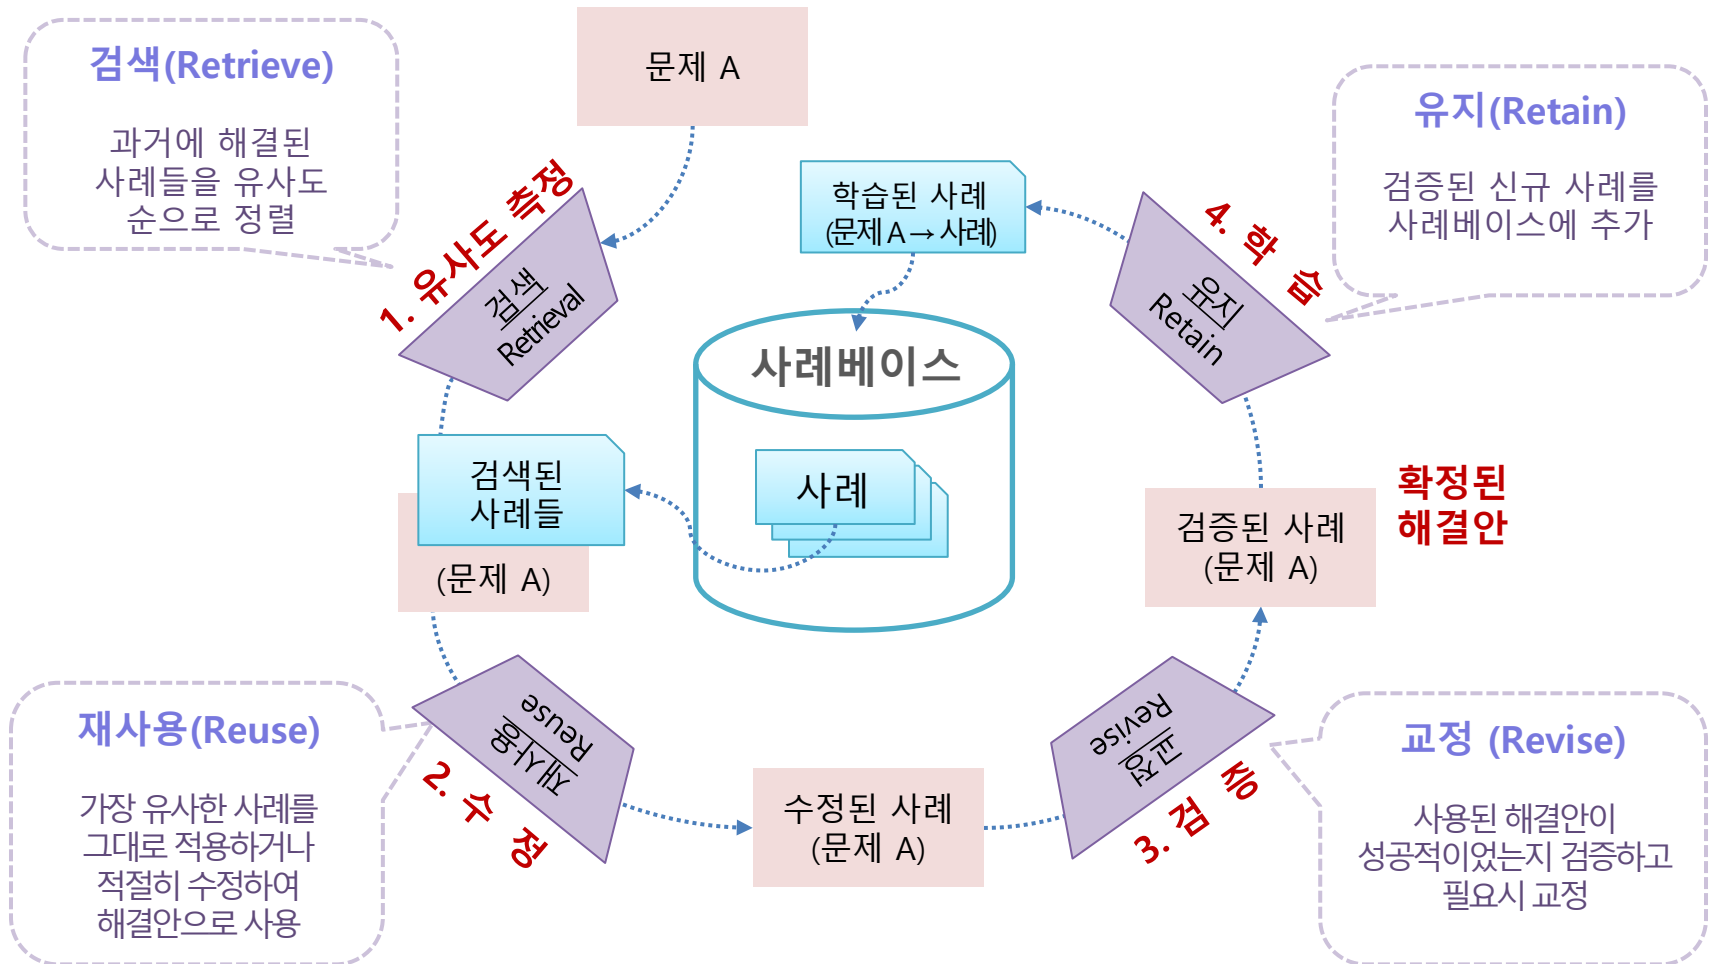 검색(Retrieve)
과거에 해결된
사례들을 유사도
순으로 정렬
문제 A
유지(Retain)
검증된 신규 사례를
사례베이스에 추가
1. 유사도 측정
검색
Retrieval
학습된 사례
(문제 A→사례)
4. 학 습
유지
Retain
사례베이스
사례
검색된
사례들
(문제 A)
검증된 사례
(문제 A)
확정된
해결안
재사용(Reuse)
가장 유사한 사례를
그대로 적용하거나
적절히 수정하여
해결안으로 사용
재사용
Reuse
2. 수 정
수정된 사례
(문제 A)
교정
Revise
3. 검 증
교정 (Revise)
사용된 해결안이
성공적이었는지 검증하고
필요시 교정